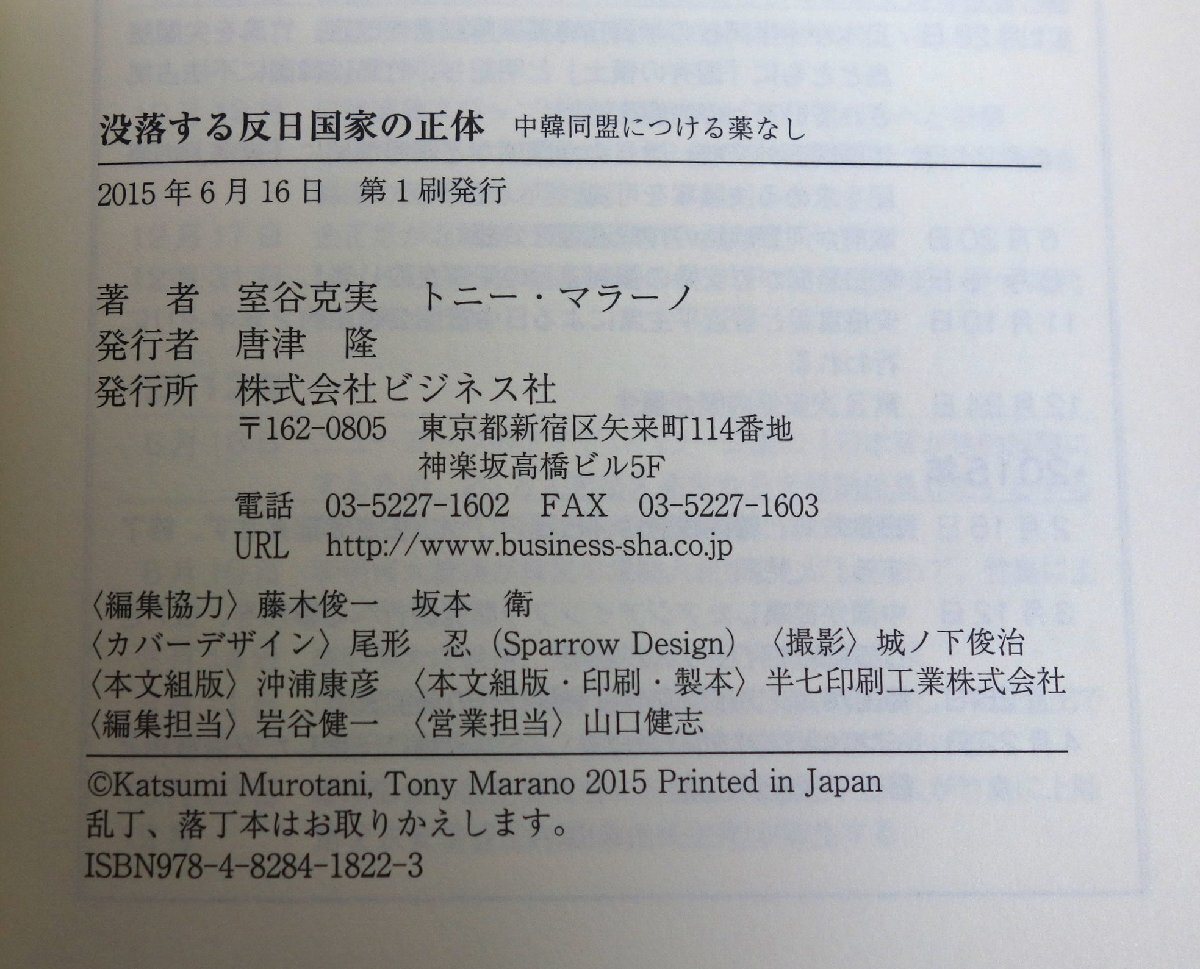 没落する反日国家の正体　中韓同盟につける薬なし
2015年6月16日　第1刷発行
著　者　室谷克実　トニー・マラーノ
発行者　唐津　隆
発行所　株式会社ビジネス社
〒162-0805　東京都新宿区矢来町114番地
神楽坂高橋ビル5F
電話　03-5227-1602　FAX　03-5227-1603
URL　http://www.business-sha.co.jp
〈編集協力〉藤木俊一　坂本　衛
〈カバーデザイン〉尾形　忍（Sparrow Design）〈撮影〉城ノ下俊治
〈本文組版〉沖浦康彦　〈本文組版・印刷・製本〉半七印刷工業株式会社
〈編集担当〉岩谷健一　〈営業担当〉山口健志
©Katsumi Murotani, Tony Marano 2015 Printed in Japan
乱丁、落丁本はお取りかえします。
ISBN978-4-8284-1822-3